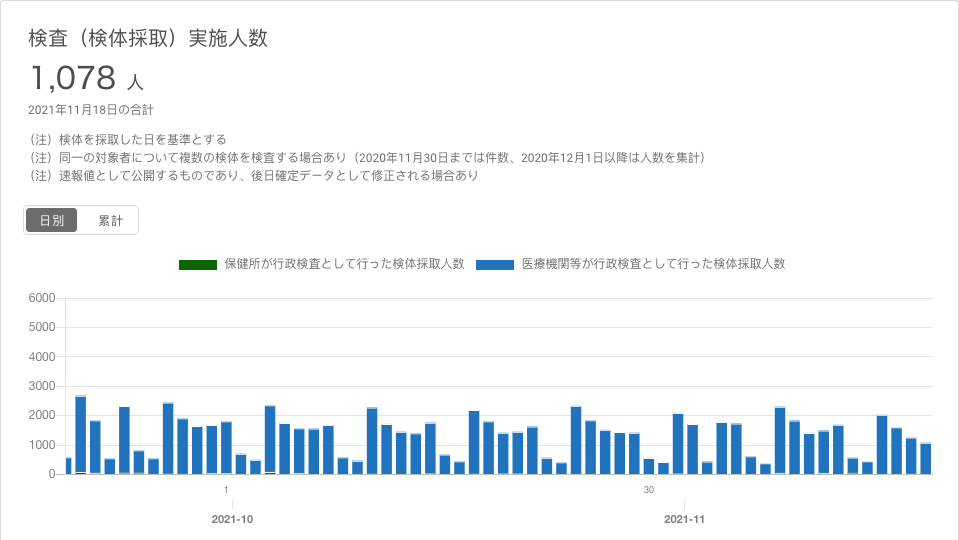 検査（検体採取）実施人数
1,078 人
2021年11月18日の合計
（注）検体を採取した日を基準とする
（注）同一の対象者について複数の検体を検査する場合あり（2020年11月30日までは件数、2020年12月1日以降は人数を集計）
（注）速報値として公開するものであり、後日確定データとして修正される場合あり
日別 累計
保健所が行政検査として行った検体採取人数 医療機関等が行政検査として行った検体採取人数
6000
5000
4000
3000
2000
1000
0
1 30
2021-10 2021-11